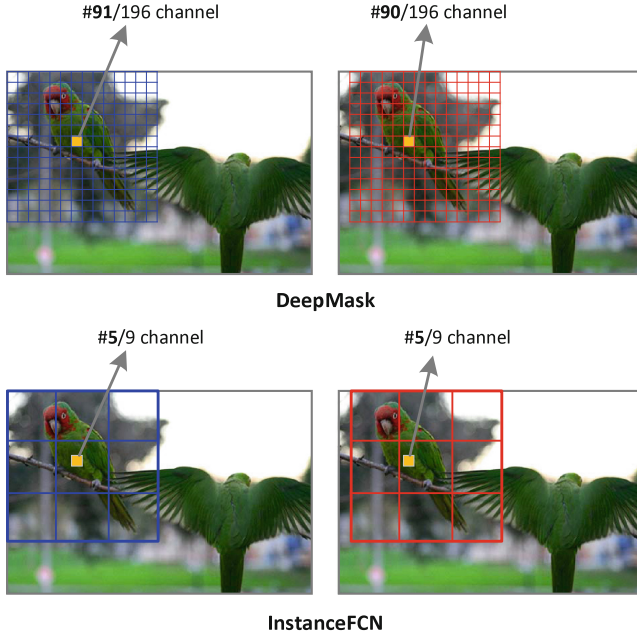 #91/196 channel
#90/196 channel
DeepMask
#5/9 channel
#5/9 channel
InstanceFCN